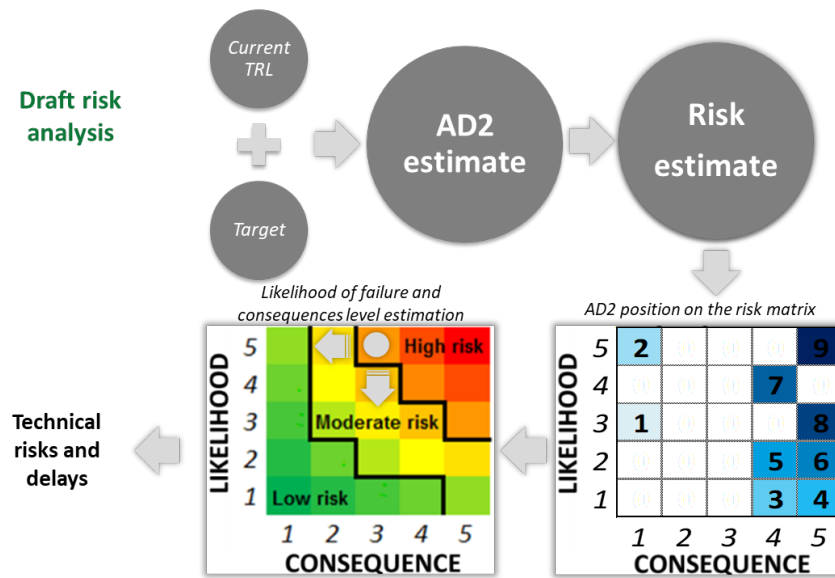 Draft risk
analysis
Current
TRL
Target
AD2
estimate
Risk
estimate
Likelihood of failure and
consequences level estimation
AD2 position on the risk matrix
Technical
risks and
delays
LIKELIHOOD
5
4
3
2
1
High risk
Moderate risk
Low risk
1 2 3 4 5
CONSEQUENCE
LIKELIHOOD
5 2 9
4 7
3 1 8
2 5 6
1 3 4
1 2 3 4 5
CONSEQUENCE